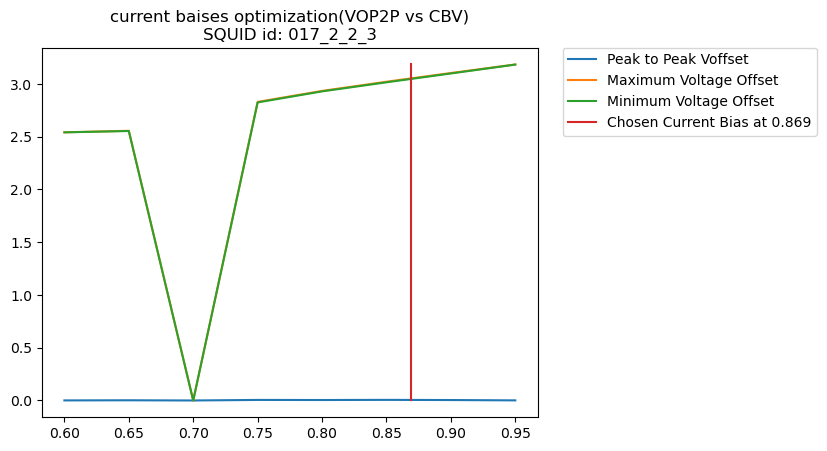 current baises optimization(VOP2P vs CBV)
SQUID id: 017_2_2_3
Peak to Peak Voffset
Maximum Voltage Offset
Minimum Voltage Offset
Chosen Current Bias at 0.869
3.0
2.5
2.0
1.5
1.0
0.5
0.0
0.60 0.65 0.70 0.75 0.80 0.85 0.90 0.95